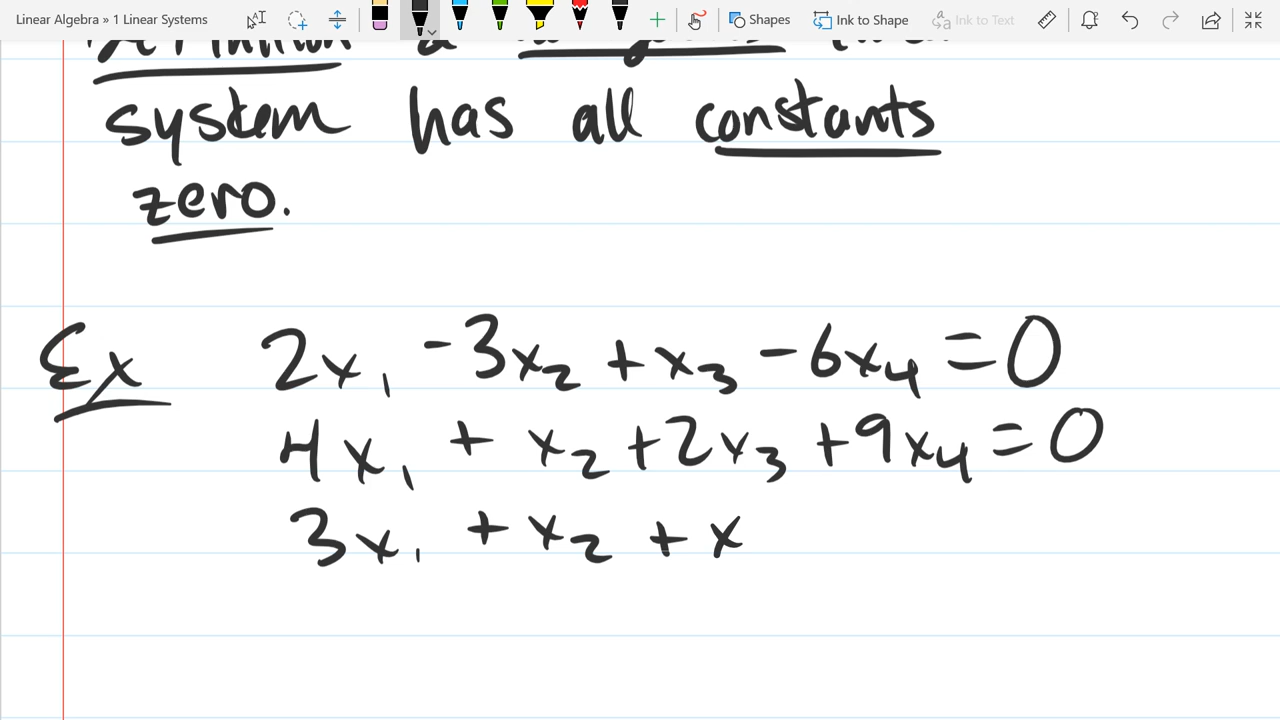 Linear Algebra » 1 Linear Systems Shapes Ink to Shape Ink to Text
Definition a
system has all constants
zero.
Ex 2x₁ -3x₂ +x₃ -6x₄ =0
4x₁ + x₂ +2x₃ +9x₄ =0
3x₁ + x₂ + x